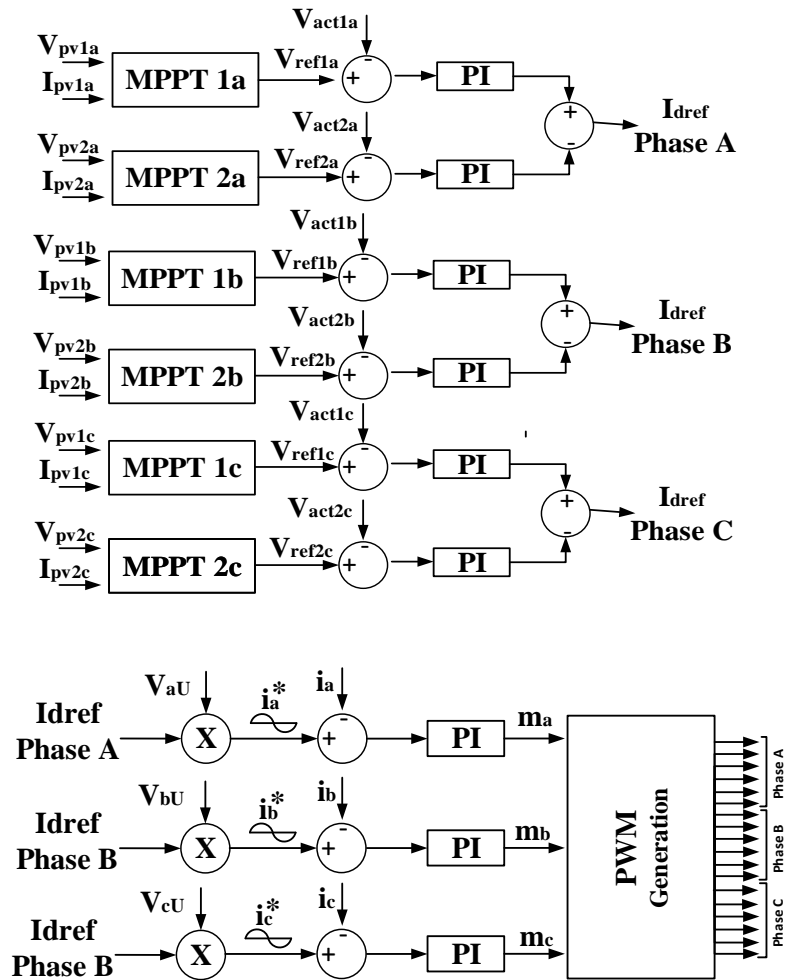 Vact1a
Vpv1a
Ipv1a
MPPT 1a
Vref1a
-
+
PI
Vact2a
Vpv2a
Ipv2a
MPPT 2a
Vref2a
-
+
PI
+
-
Idref
Phase A
Vact1b
Vpv1b
Ipv1b
MPPT 1b
Vref1b
-
+
PI
Vact2b
Vpv2b
Ipv2b
MPPT 2b
Vref2b
-
+
PI
+
-
Idref
Phase B
Vact1c
Vpv1c
Ipv1c
MPPT 1c
Vref1c
-
+
PI
Vact2c
Vpv2c
Ipv2c
MPPT 2c
Vref2c
-
+
PI
+
-
Idref
Phase C
Idref
Phase A
VaU
X
ia*
ia
-
+
PI
ma
Idref
Phase B
VbU
X
ib*
ib
-
+
PI
mb
Idref
Phase B
VcU
X
ic*
ic
-
+
PI
mc
PWM
Generation
Phase A
Phase B
Phase C